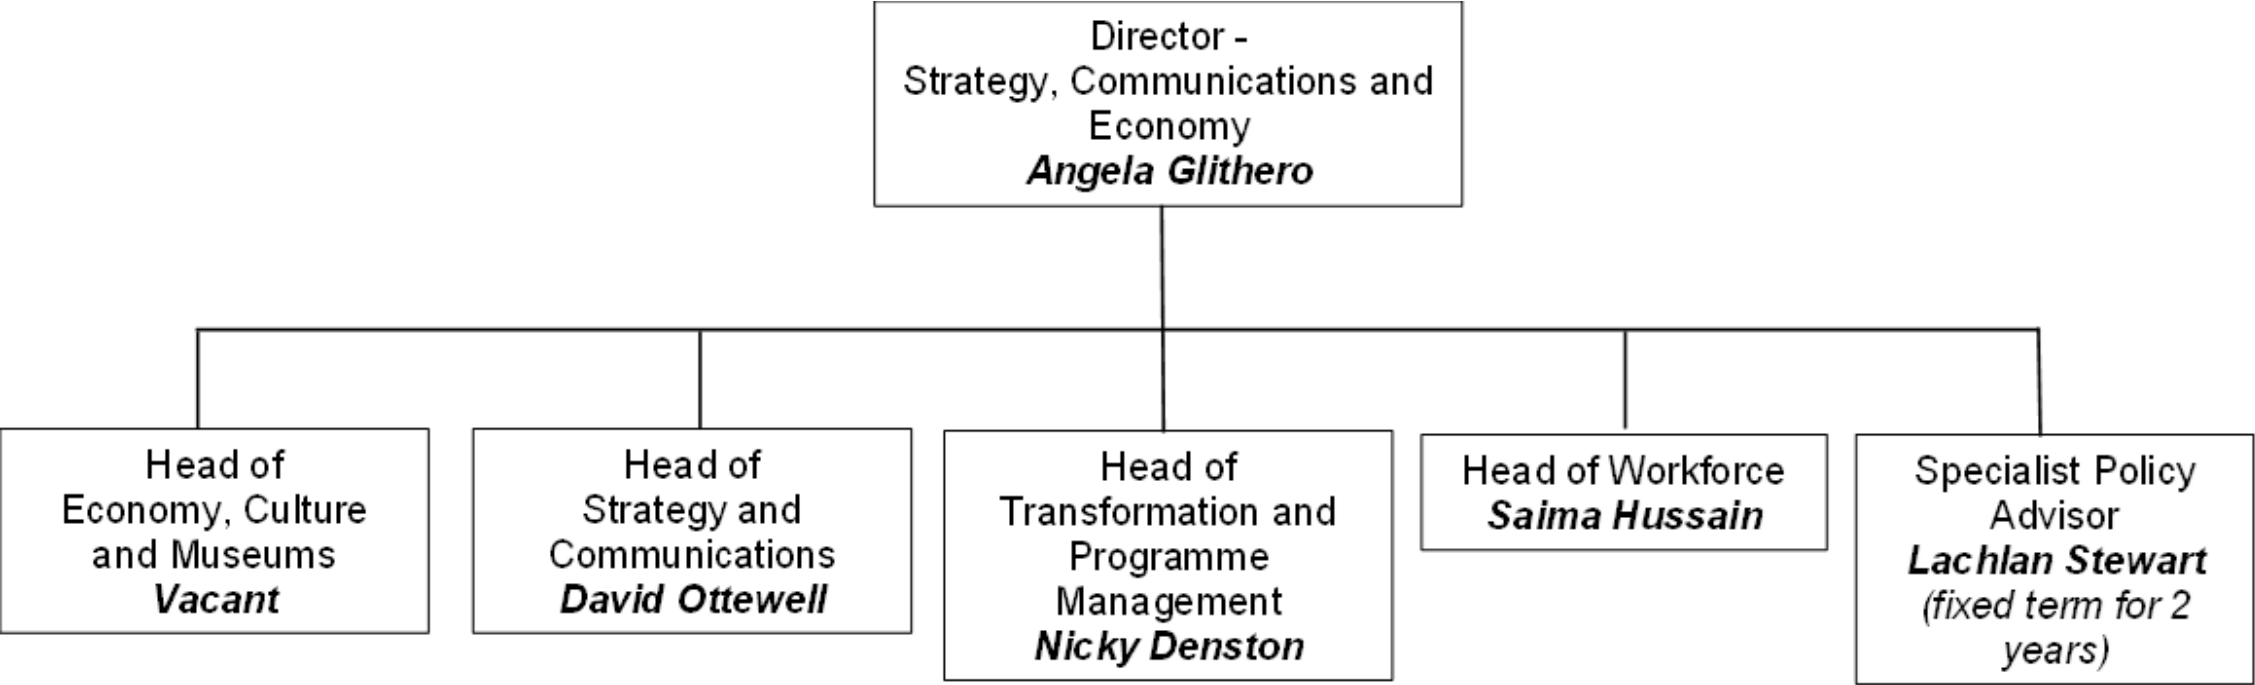 Director -
Strategy, Communications and
Economy
Angela Glithero
Head of
Economy, Culture
and Museums
Vacant
Head of
Strategy and
Communications
David Ottewell
Head of
Transformation and
Programme
Management
Nicky Denston
Head of Workforce
Saima Hussain
Specialist Policy
Advisor
Lachlan Stewart
(fixed term for 2
years)